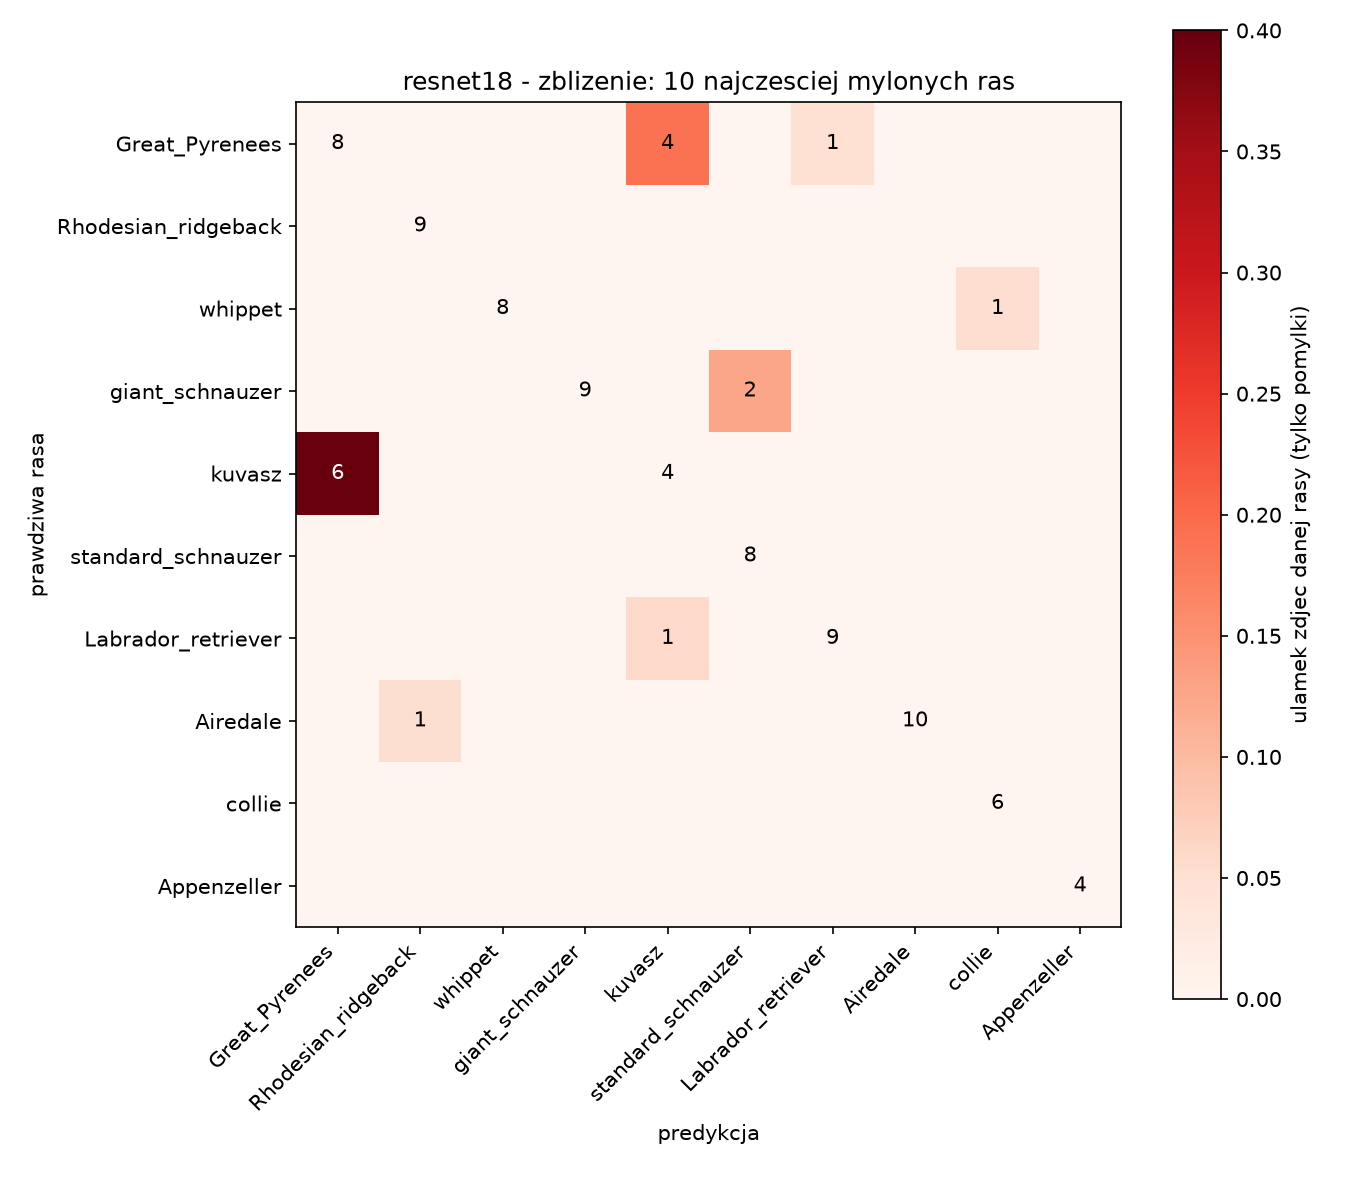 resnet18 - zblizenie: 10 najczesciej mylonych ras
Great_Pyrenees 8 4 1
Rhodesian_ridgeback 9
whippet 8 1
giant_schnauzer 9 2
kuvasz 6 4
standard_schnauzer 8
Labrador_retriever 1 9
Airedale 1 10
collie 6
Appenzeller 4
prawdziwa rasa
Great_Pyrenees
Rhodesian_ridgeback
whippet
giant_schnauzer
kuvasz
standard_schnauzer
Labrador_retriever
Airedale
collie
Appenzeller
predykcja
0.40
0.35
0.30
0.25
0.20
0.15
0.10
0.05
0.00
ulamek zdjec danej rasy (tylko pomylki)